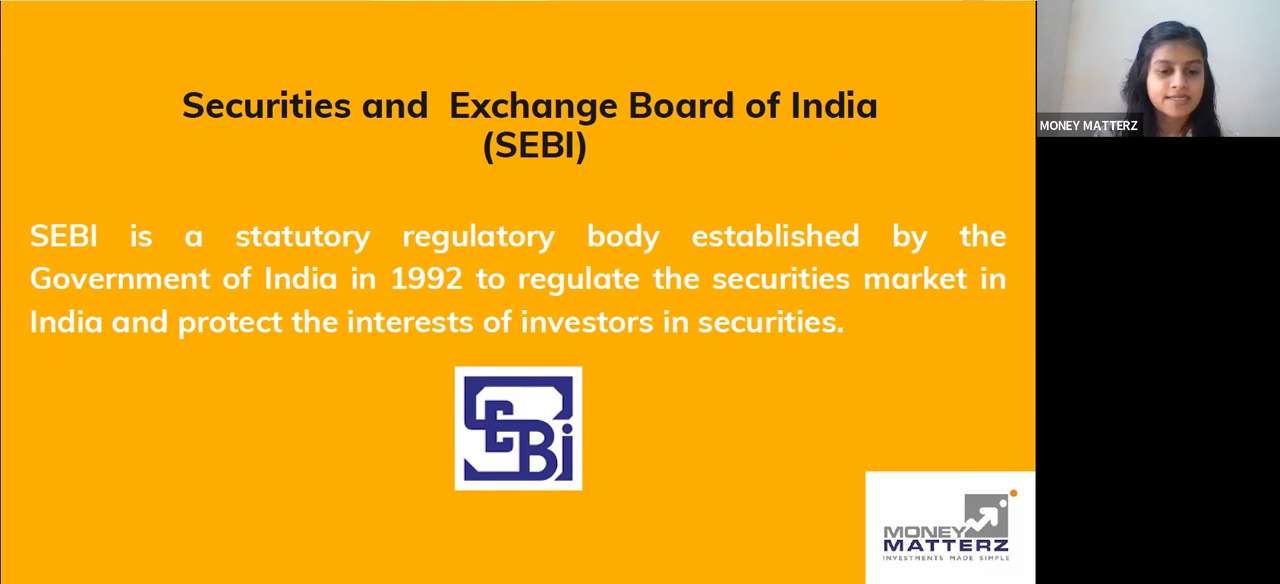 Securities and Exchange Board of India
(SEBI)
SEBI is a statutory regulatory body established by the
Government of India in 1992 to regulate the securities market in
India and protect the interests of investors in securities.
SEBI
MONEY
MATTERZ
INVESTMENTS MADE SIMPLE
MONEY MATTERZ